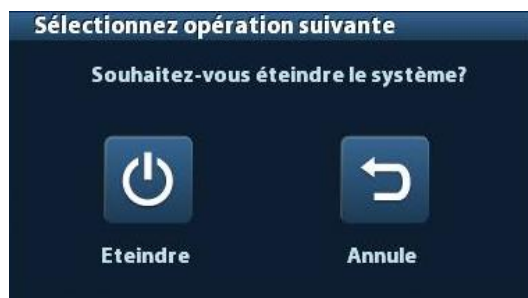 Sélectionnez opération suivante
Souhaitez-vous éteindre le système?
Eteindre
Annule